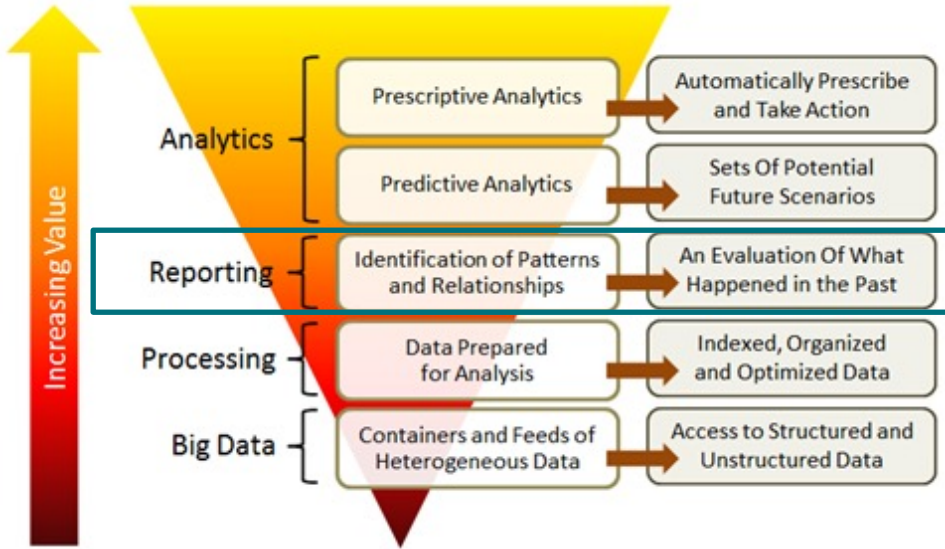 Increasing Value
Analytics
Prescriptive Analytics
Automatically Prescribe
and Take Action
Predictive Analytics
Sets Of Potential
Future Scenarios
Reporting
Identification of Patterns
and Relationships
An Evaluation Of What
Happened in the Past
Processing
Data Prepared
for Analysis
Indexed, Organized
and Optimized Data
Big Data
Containers and Feeds of
Heterogeneous Data
Access to Structured and
Unstructured Data